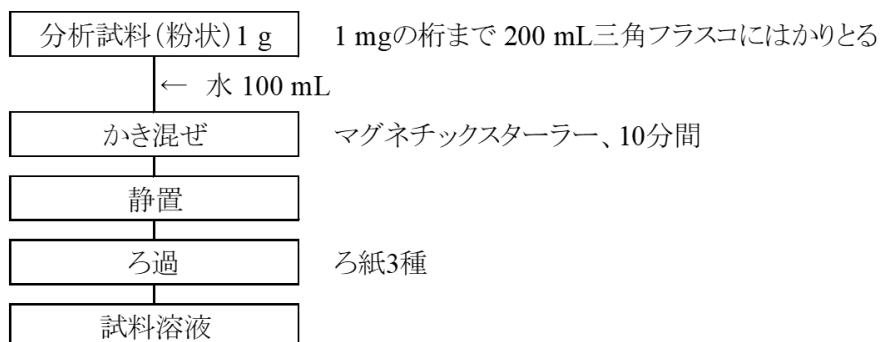 分析試料(粉状)1 g 1 mgの桁まで 200 mL三角フラスコにはかりとる
← 水 100 mL
かき混ぜ マグネチックスターラー、10分間
静置
ろ過 ろ紙3種
試料溶液